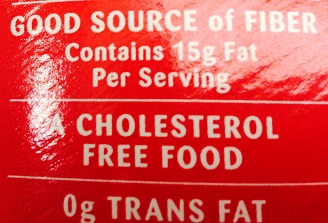 GOOD SOURCE of FIBER
Contains 15g Fat
Per Serving
A CHOLESTEROL
FREE FOOD
0g TRANS FAT